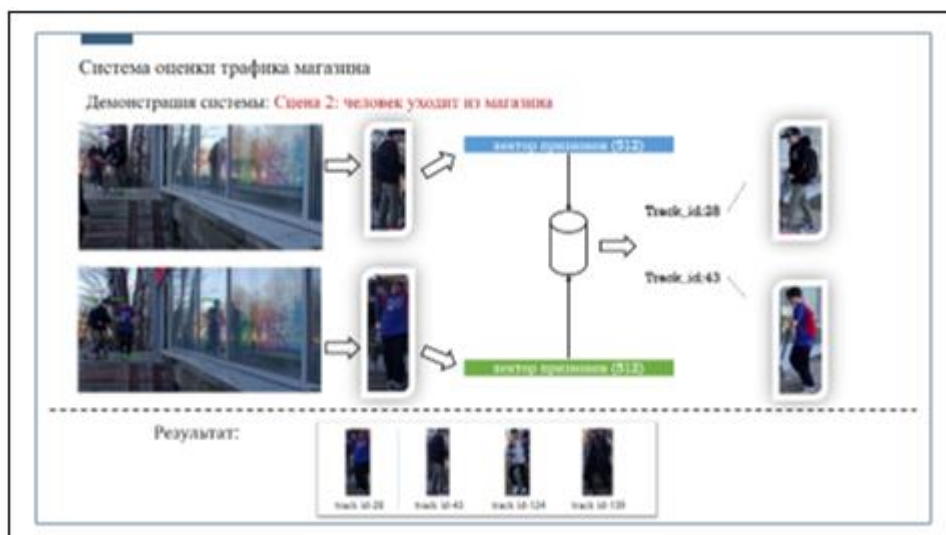 Система оценки трафика магазина
Демонстрация системы: Сцена 2: человек уходит из магазина
вектор признаков (512)
Track_id:28
Track_id:43
вектор признаков (512)
Результат:
track id-28
track id-43
track id-124
track id-139